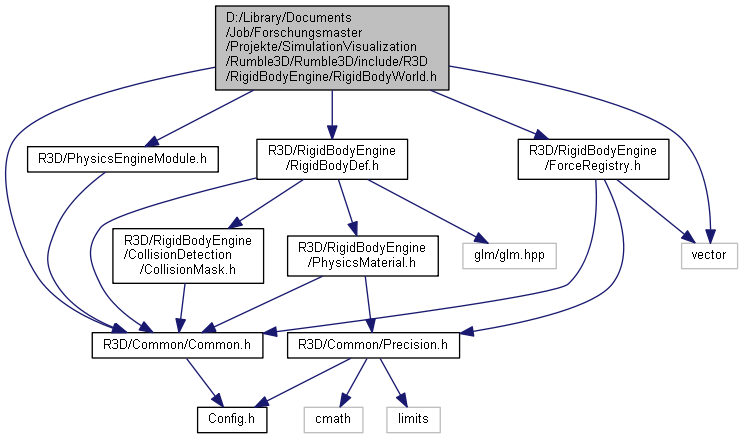 D:/Library/Documents
/Job/Forschungsmaster
/Projekte/SimulationVisualization
/Rumble3D/Rumble3D/include/R3D
/RigidBodyEngine/RigidBodyWorld.h
R3D/PhysicsEngineModule.h
R3D/RigidBodyEngine
/RigidBodyDef.h
R3D/RigidBodyEngine
/ForceRegistry.h
R3D/RigidBodyEngine
/CollisionDetection
/CollisionMask.h
R3D/RigidBodyEngine
/PhysicsMaterial.h
glm/glm.hpp
vector
R3D/Common/Common.h
R3D/Common/Precision.h
Config.h
cmath
limits